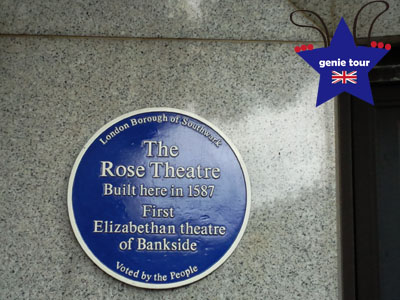 genie tour
London Borough of Southwark
The
Rose Theatre
Built here in 1587
First
Elizabethan theatre
of Bankside
Voted by the People